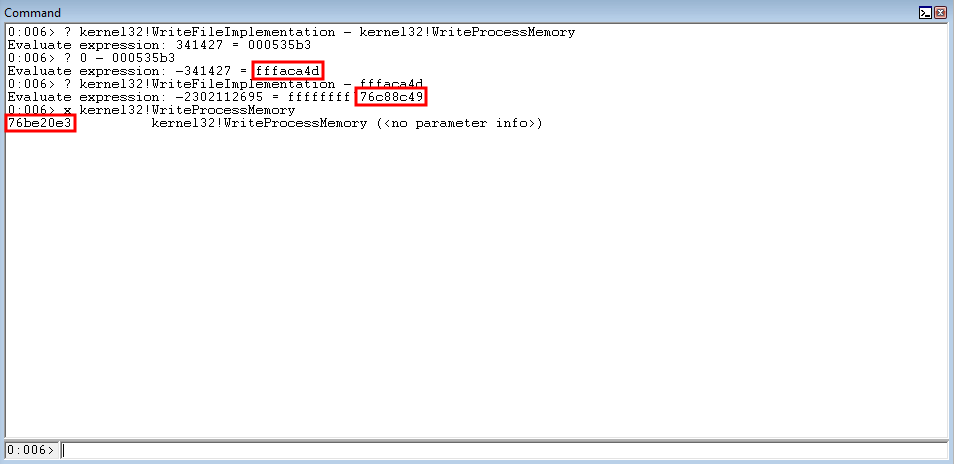 Command
0:006> ? kernel32!WriteFileImplementation - kernel32!WriteProcessMemory
Evaluate expression: 341427 = 000535b3
0:006> ? 0 - 000535b3
Evaluate expression: -341427 = fffaca4d
0:006> ? kernel32!WriteFileImplementation - fffaca4d
Evaluate expression: -2302112695 = ffffffff`76c88c49
0:006> x kernel32!WriteProcessMemory
76be20e3          kernel32!WriteProcessMemory (<no parameter info>)
0:006>